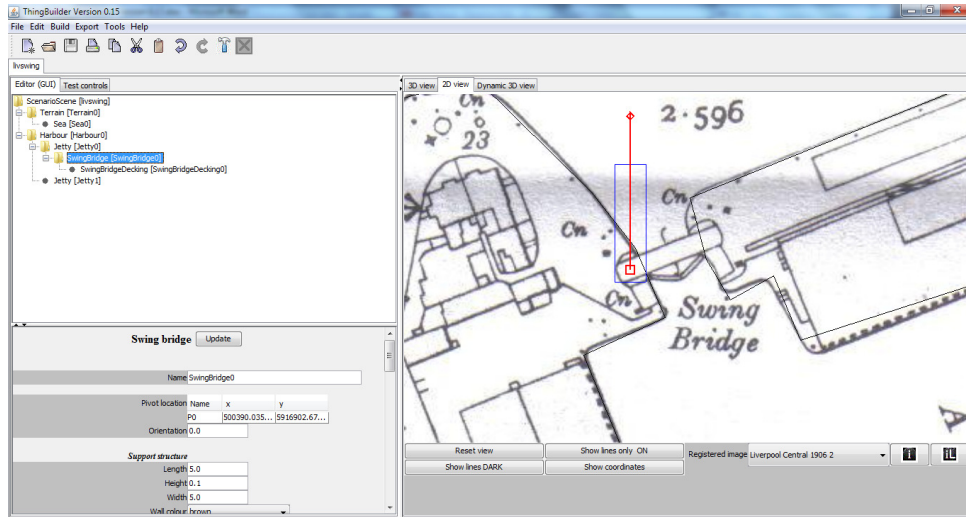 ThingBuilder Version 0.15
File Edit Build Export Tools Help
livswing
Editor (GUI) Test controls
ScenarioScene [livswing]
Terrain [Terrain0]
Sea [Sea0]
Harbour [Harbour0]
Jetty [Jetty0]
SwingBridge [SwingBridge0]
SwingBridgeDecking [SwingBridgeDecking0]
Jetty [Jetty1]
Swing bridge Update
Name SwingBridge0
Pivot location Name x y
P0 500390.035... 5916902.67...
Orientation 0.0
Support structure
Length 5.0
Height 0.1
Width 5.0
Wall colour brown
3D view 2D view Dynamic 3D view
Cn
23
2.596
Cn
Cn
Cn
Swing
Bridge
A
Reset view Show lines only ON
Show lines DARK Show coordinates
Registered image Liverpool Central 1906 2
i iL